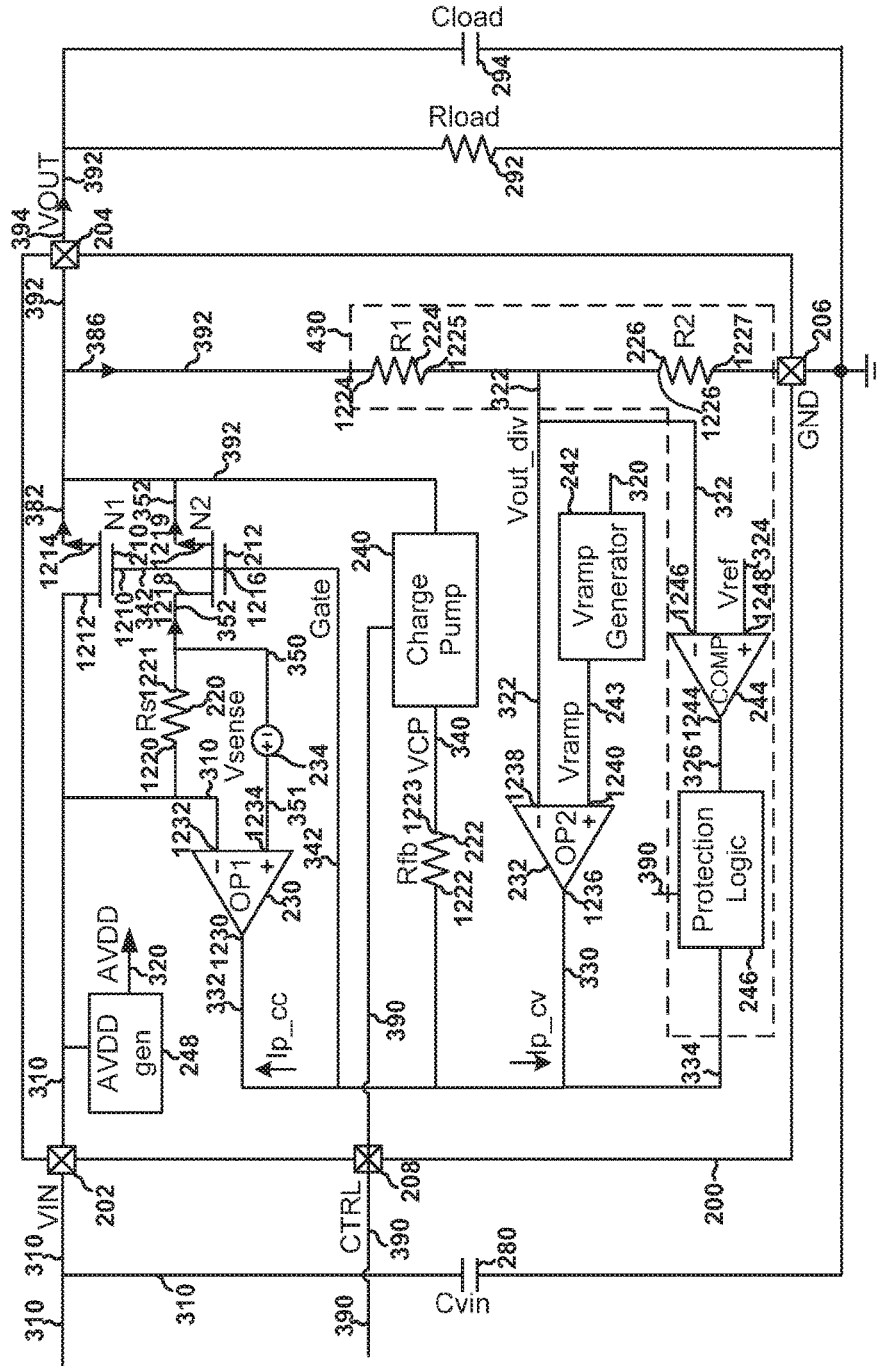 310
310
VIN
202
310
AVDD
gen
248
AVDD
320
310
Cvin
280
CTRL
390
390
208
390
200
332
Ip_cc
1230
OP1
230
1232
1234
351
Vsense
234
350
310
1220
Rs
220
1221
342
1212
1214
382
N1
210
1210
342
1218
352
352
1219
N2
212
1216
Gate
392
386
392
392
394
VOUT
392
204
Rfb
1222
222
1223
VCP
340
Charge
Pump
240
Ip_cv
330
1236
232
OP2
1238
1240
322
Vramp
243
Vramp
Generator
242
320
Vout_div
322
322
430
R1
224
1224
1225
226
R2
1226
1227
GND
206
334
390
Protection
Logic
246
326
1244
COMP
244
1246
1248
Vref
324
Rload
292
Cload
294